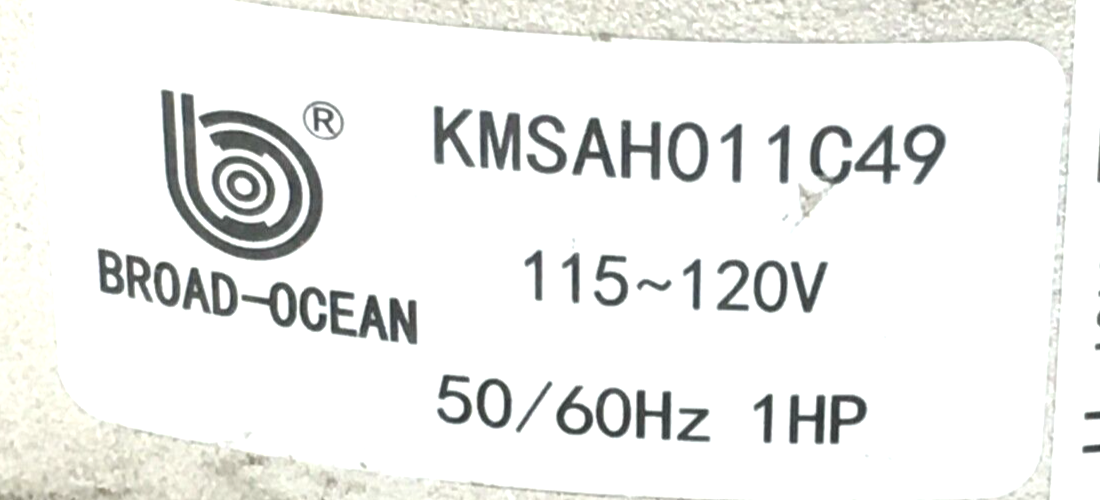 ®
KMSAH011C49
BROAD-OCEAN
115~120V
50/60Hz 1HP